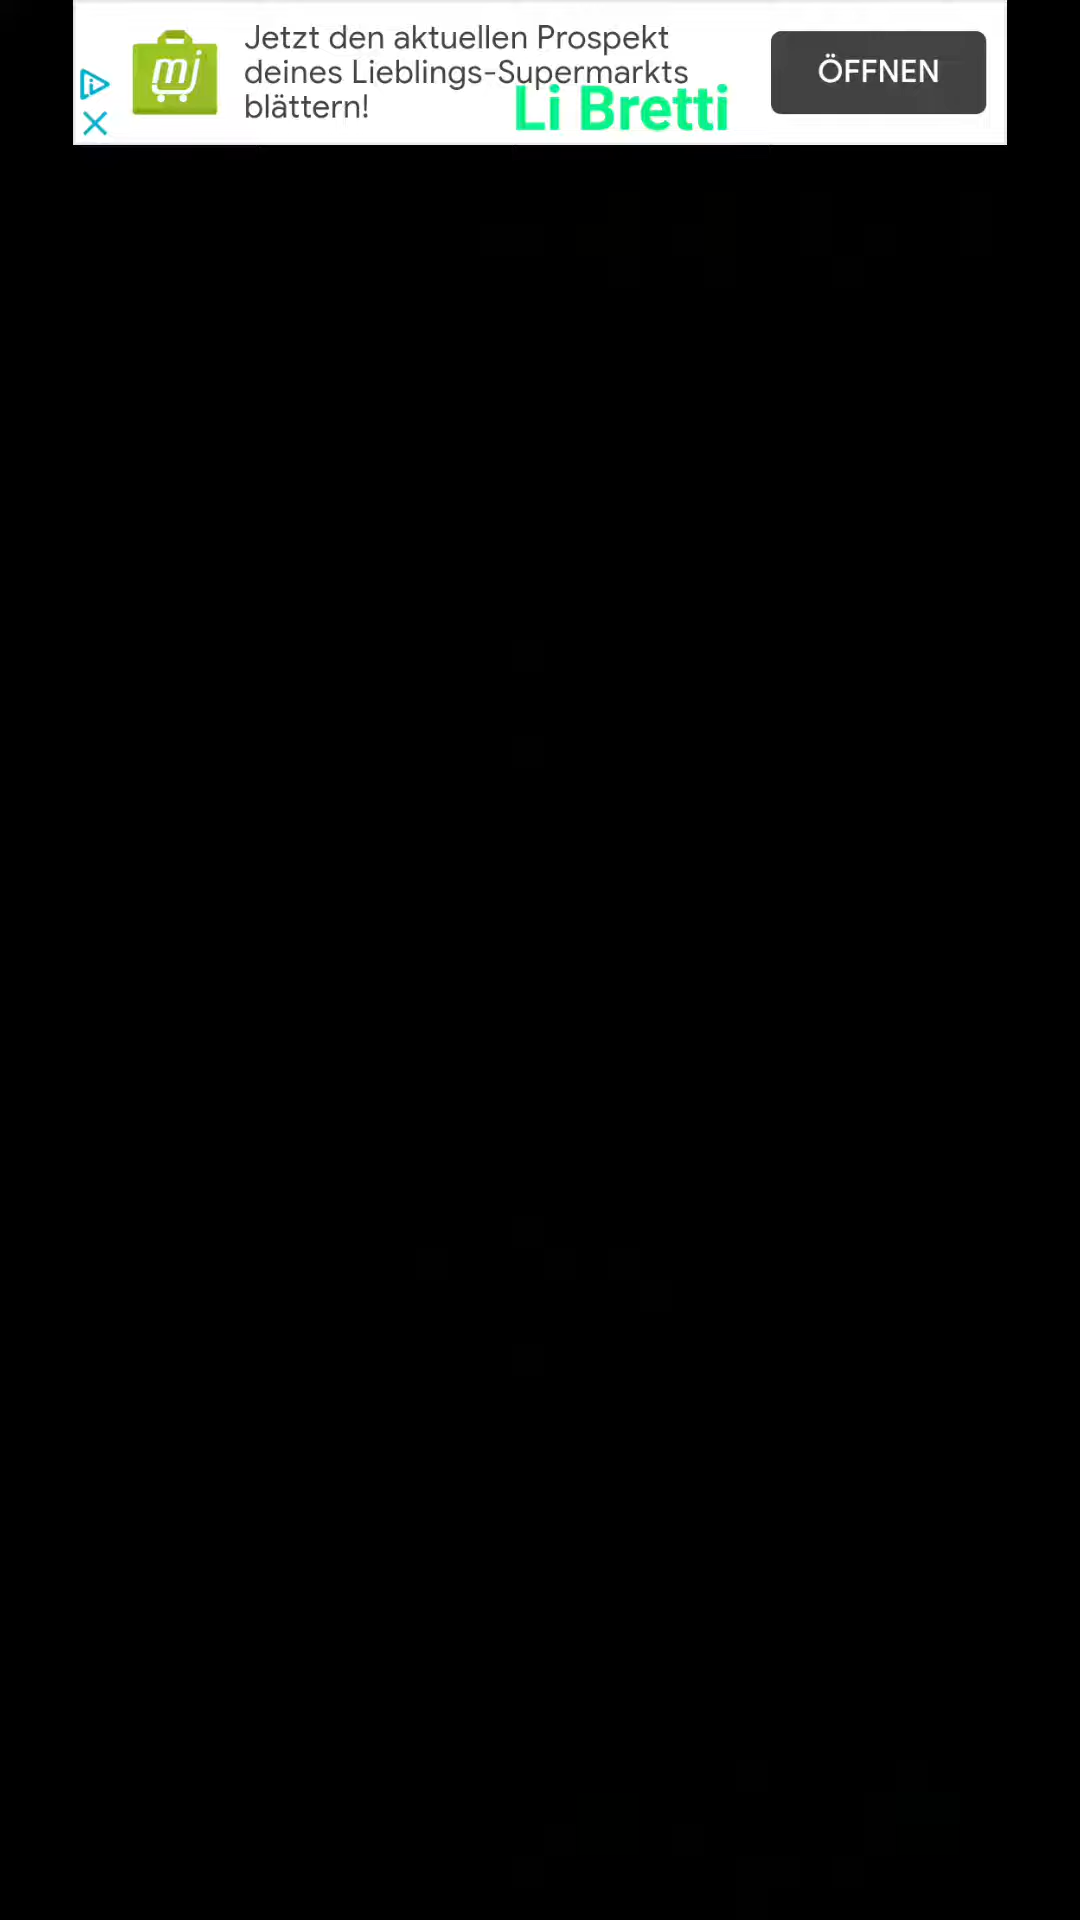 Jetzt den aktuellen Prospekt
deines Lieblings-Supermarkts
blättern!
Li Bretti
mj
ÖFFNEN